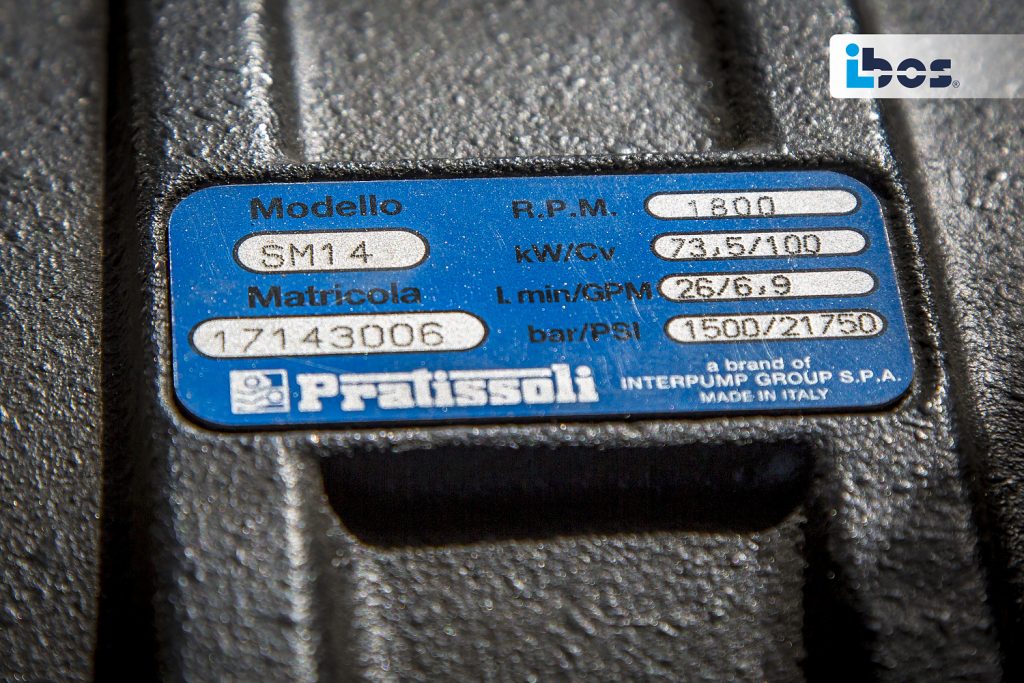 ibos®
Modello
SM14
Matricola
17143006
R.P.M. 1800
kW/Cv 73,5/100
l. min/GPM 26/6,9
bar/PSI 1500/21750
Pratissoli
a brand of
INTERPUMP GROUP S.P.A.
MADE IN ITALY